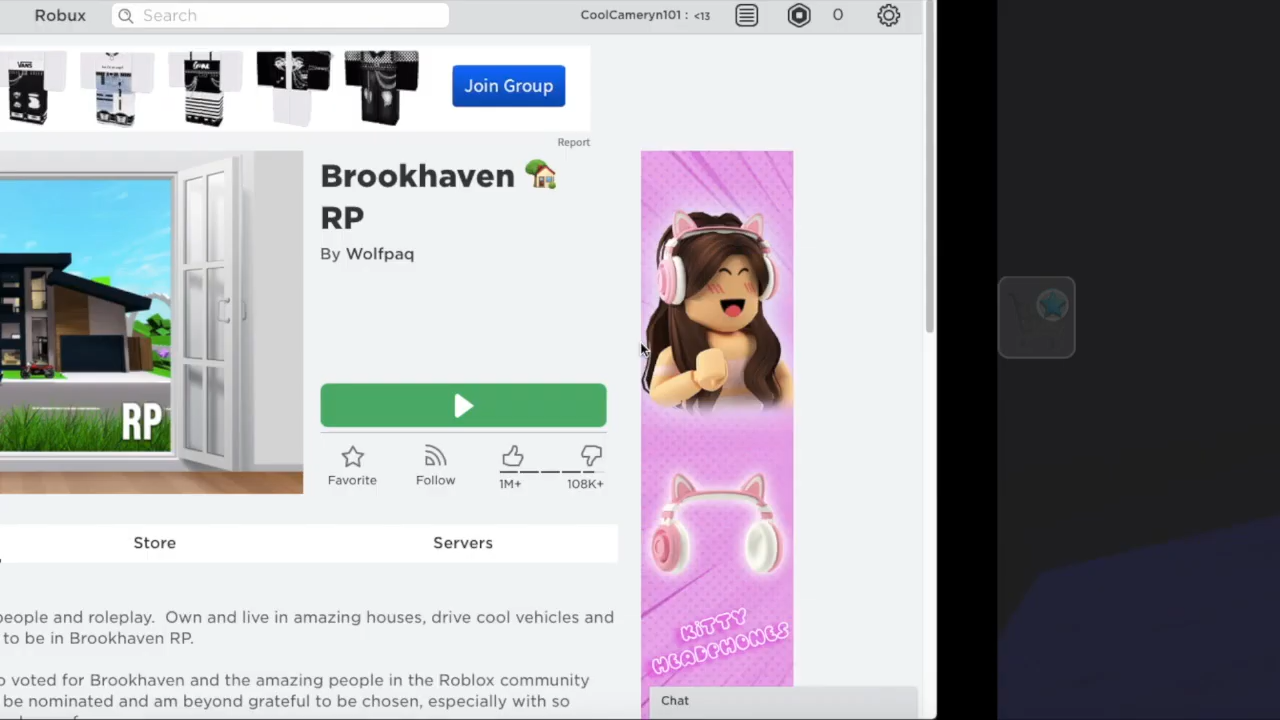 Robux
Search
CoolCameryn101 : <13
0
VANS
Join Group
Report
Brookhaven
RP
By Wolfpaq
RP
Favorite
Follow
1M+
108K+
Store
Servers
people and roleplay. Own and live in amazing houses, drive cool vehicles and
to be in Brookhaven RP.
o voted for Brookhaven and the amazing people in the Roblox community
be nominated and am beyond grateful to be chosen, especially with so
KITTY
HEADPHONES
Chat